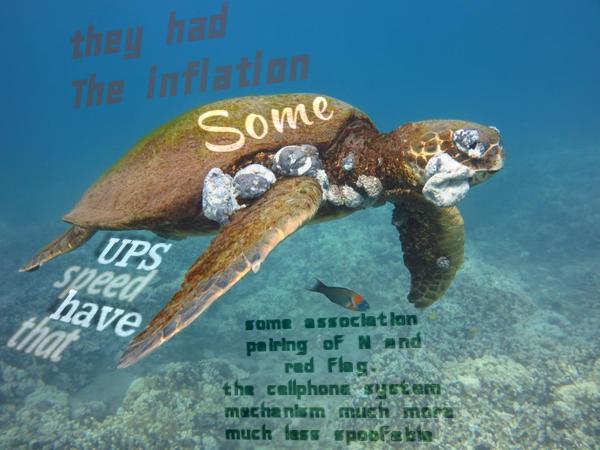 they had
The inflation
Some
UPS
speed
have
that
some association
pairing of N and
red flag.
the cellphone system
mechanism much more
much less spoofable